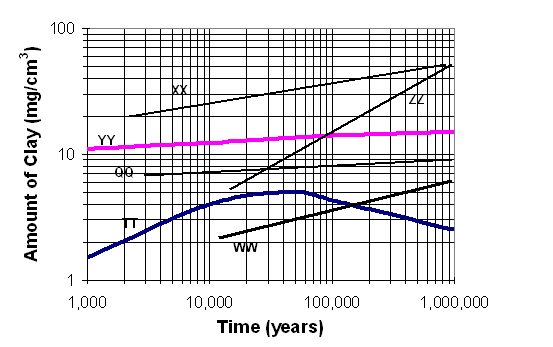 100
XX
ZZ
YY
10
QQ
TT
WW
1
1,000 10,000 100,000 1,000,000
Amount of Clay (mg/cm³)
Time (years)